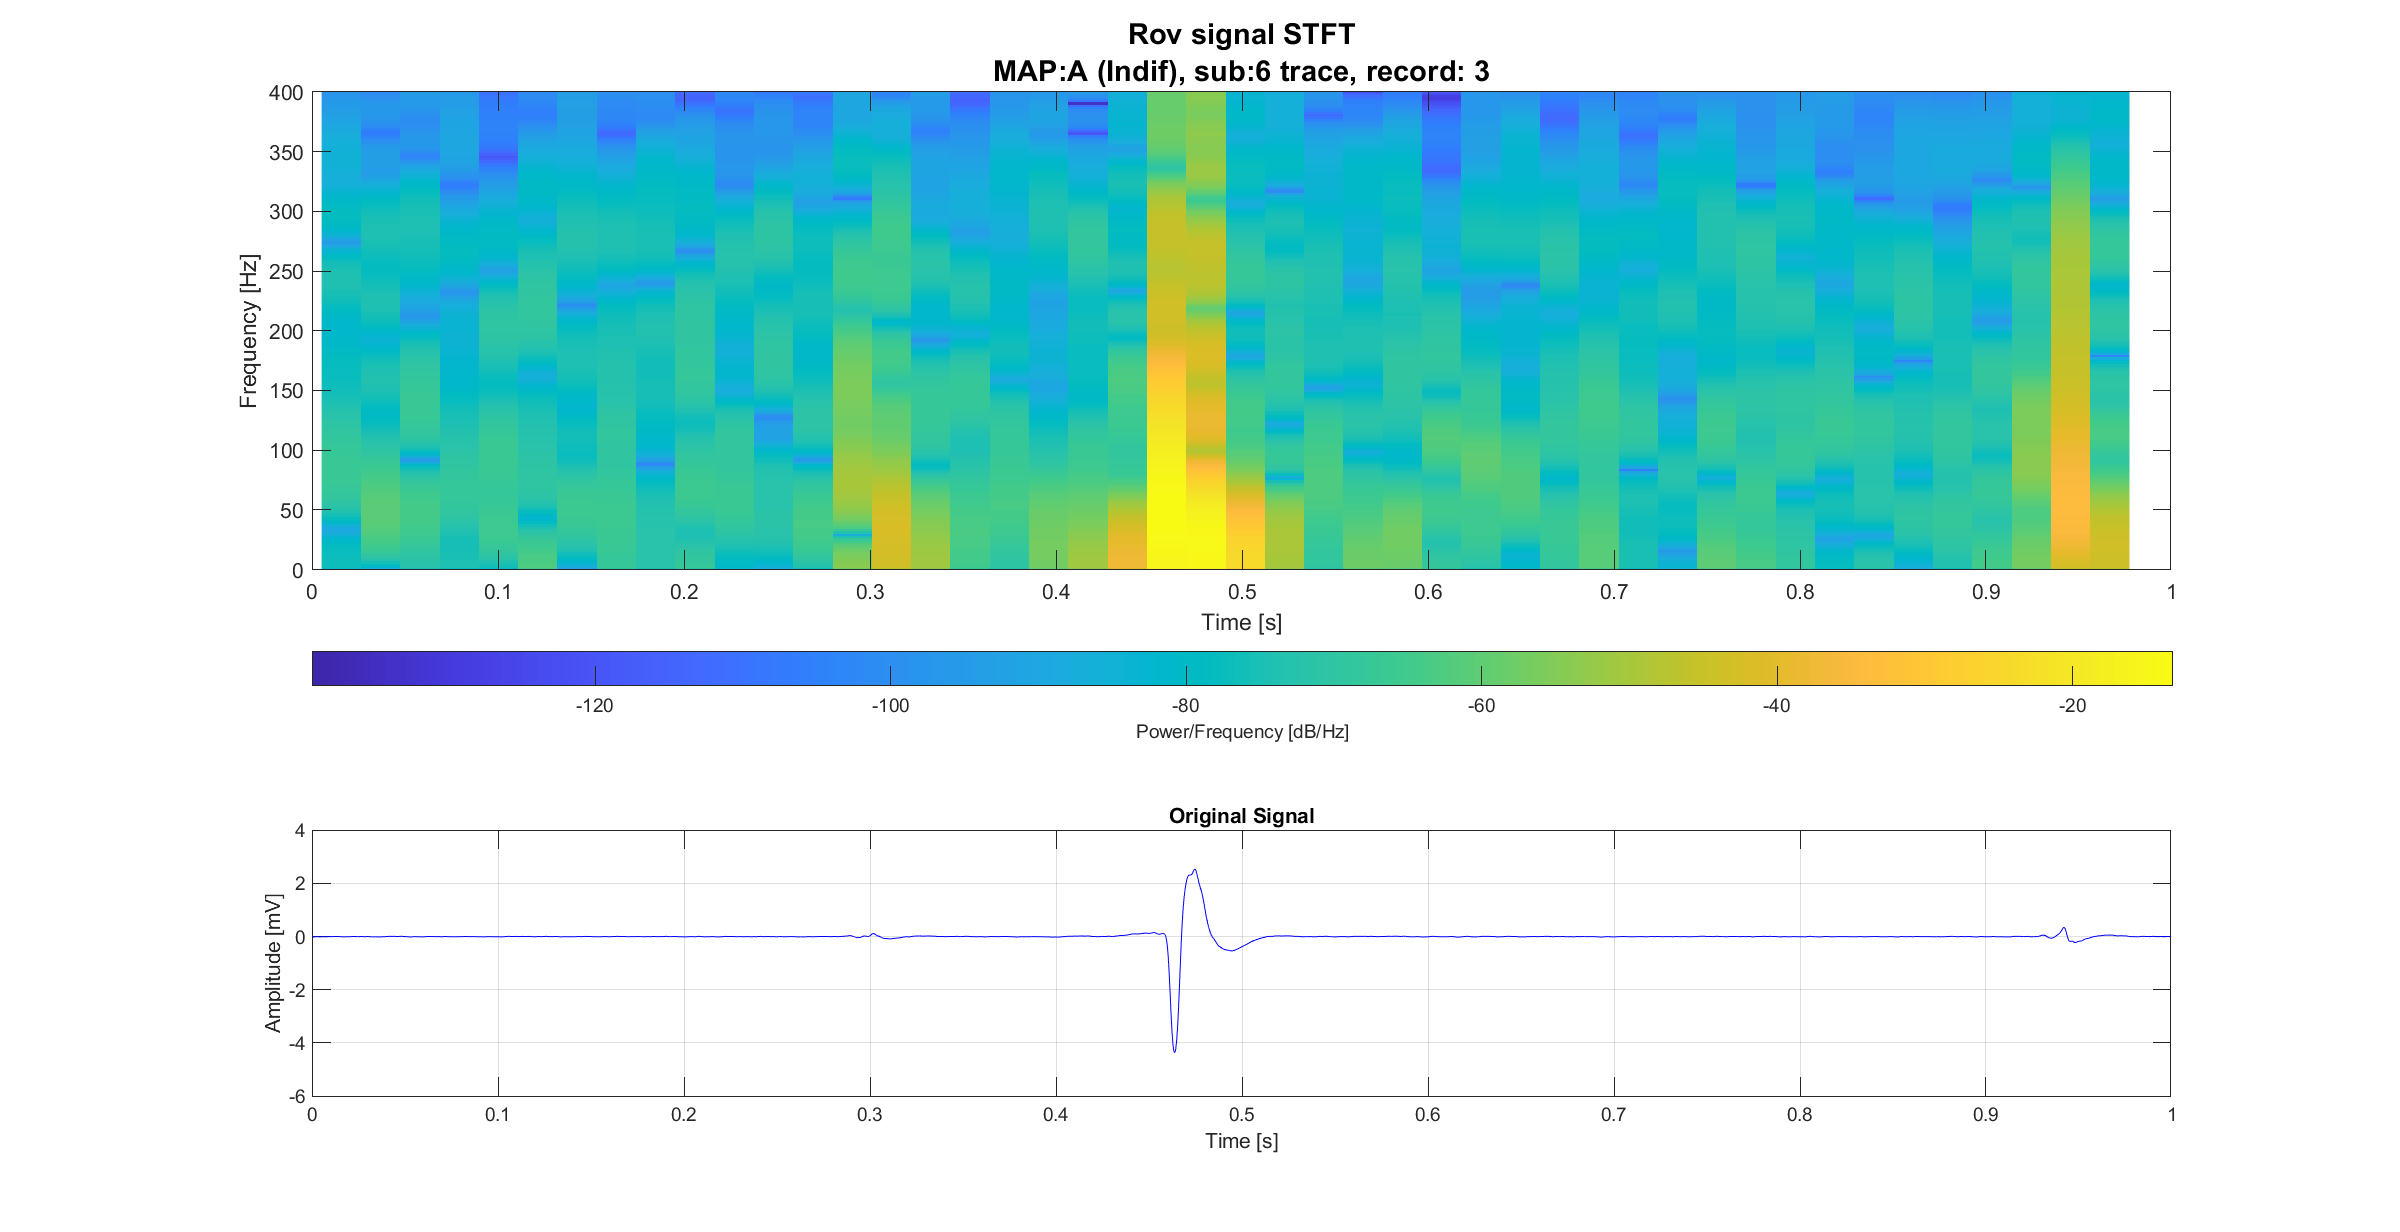 Rov signal STFT
MAP:A (Indif), sub:6 trace, record: 3
400
350
300
250
200
150
100
50
0
Frequency [Hz]
0 0.1 0.2 0.3 0.4 0.5 0.6 0.7 0.8 0.9 1
Time [s]
-120 -100 -80 -60 -40 -20
Power/Frequency [dB/Hz]
Original Signal
4
2
0
-2
-4
-6
Amplitude [mV]
0 0.1 0.2 0.3 0.4 0.5 0.6 0.7 0.8 0.9 1
Time [s]